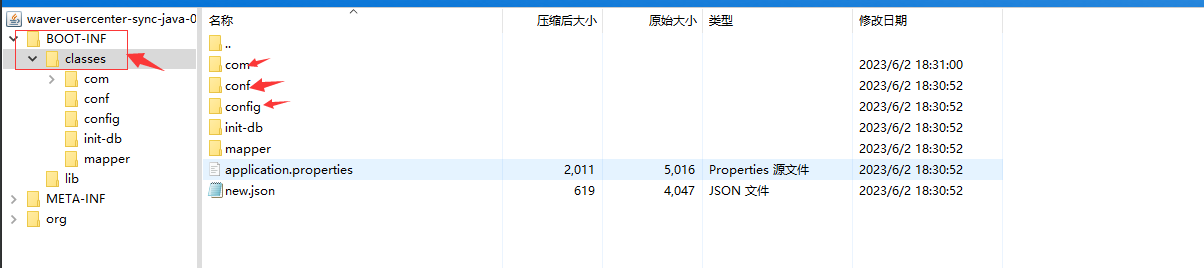 waver-usercenter-sync-java-0
BOOT-INF
classes
com
conf
config
init-db
mapper
lib
META-INF
org
名称 压缩后大小 原始大小 类型 修改日期
..
com 2023/6/2 18:31:00
conf 2023/6/2 18:30:52
config 2023/6/2 18:30:52
init-db 2023/6/2 18:30:52
mapper 2023/6/2 18:30:52
application.properties 2,011 5,016 Properties 源文件 2023/6/2 18:30:52
new.json 619 4,047 JSON 文件 2023/6/2 18:30:52